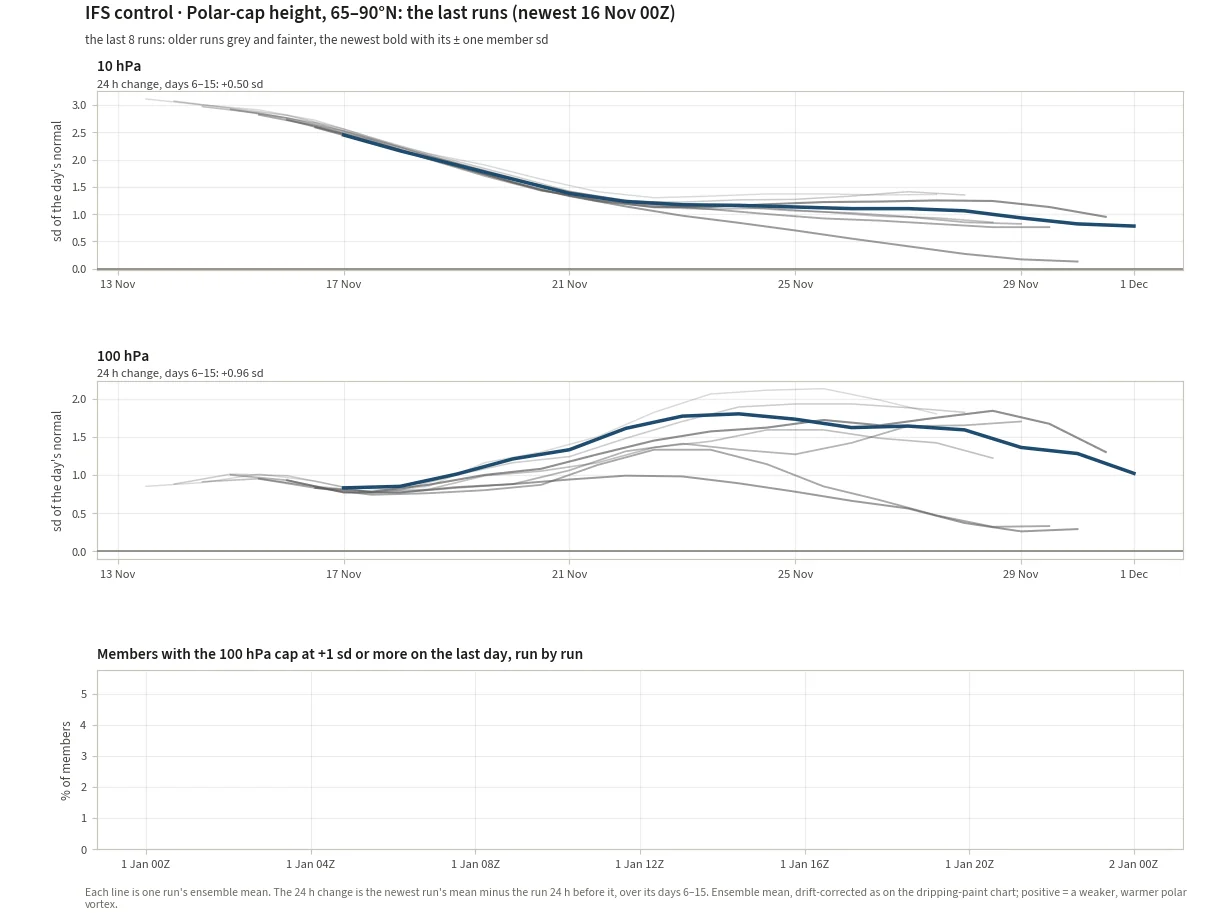 IFS control · Polar-cap height, 65–90°N: the last runs (newest 16 Nov 00Z)
the last 8 runs: older runs grey and fainter, the newest bold with its ± one member sd
10 hPa
24 h change, days 6–15: +0.50 sd
sd of the day's normal
3.0
2.5
2.0
1.5
1.0
0.5
0.0
13 Nov
17 Nov
21 Nov
25 Nov
29 Nov
1 Dec
100 hPa
24 h change, days 6–15: +0.96 sd
sd of the day's normal
2.0
1.5
1.0
0.5
0.0
13 Nov
17 Nov
21 Nov
25 Nov
29 Nov
1 Dec
Members with the 100 hPa cap at +1 sd or more on the last day, run by run
% of members
5
4
3
2
1
0
1 Jan 00Z
1 Jan 04Z
1 Jan 08Z
1 Jan 12Z
1 Jan 16Z
1 Jan 20Z
2 Jan 00Z
Each line is one run's ensemble mean. The 24 h change is the newest run's mean minus the run 24 h before it, over its days 6–15. Ensemble mean, drift-corrected as on the dripping-paint chart; positive = a weaker, warmer polar
vortex.